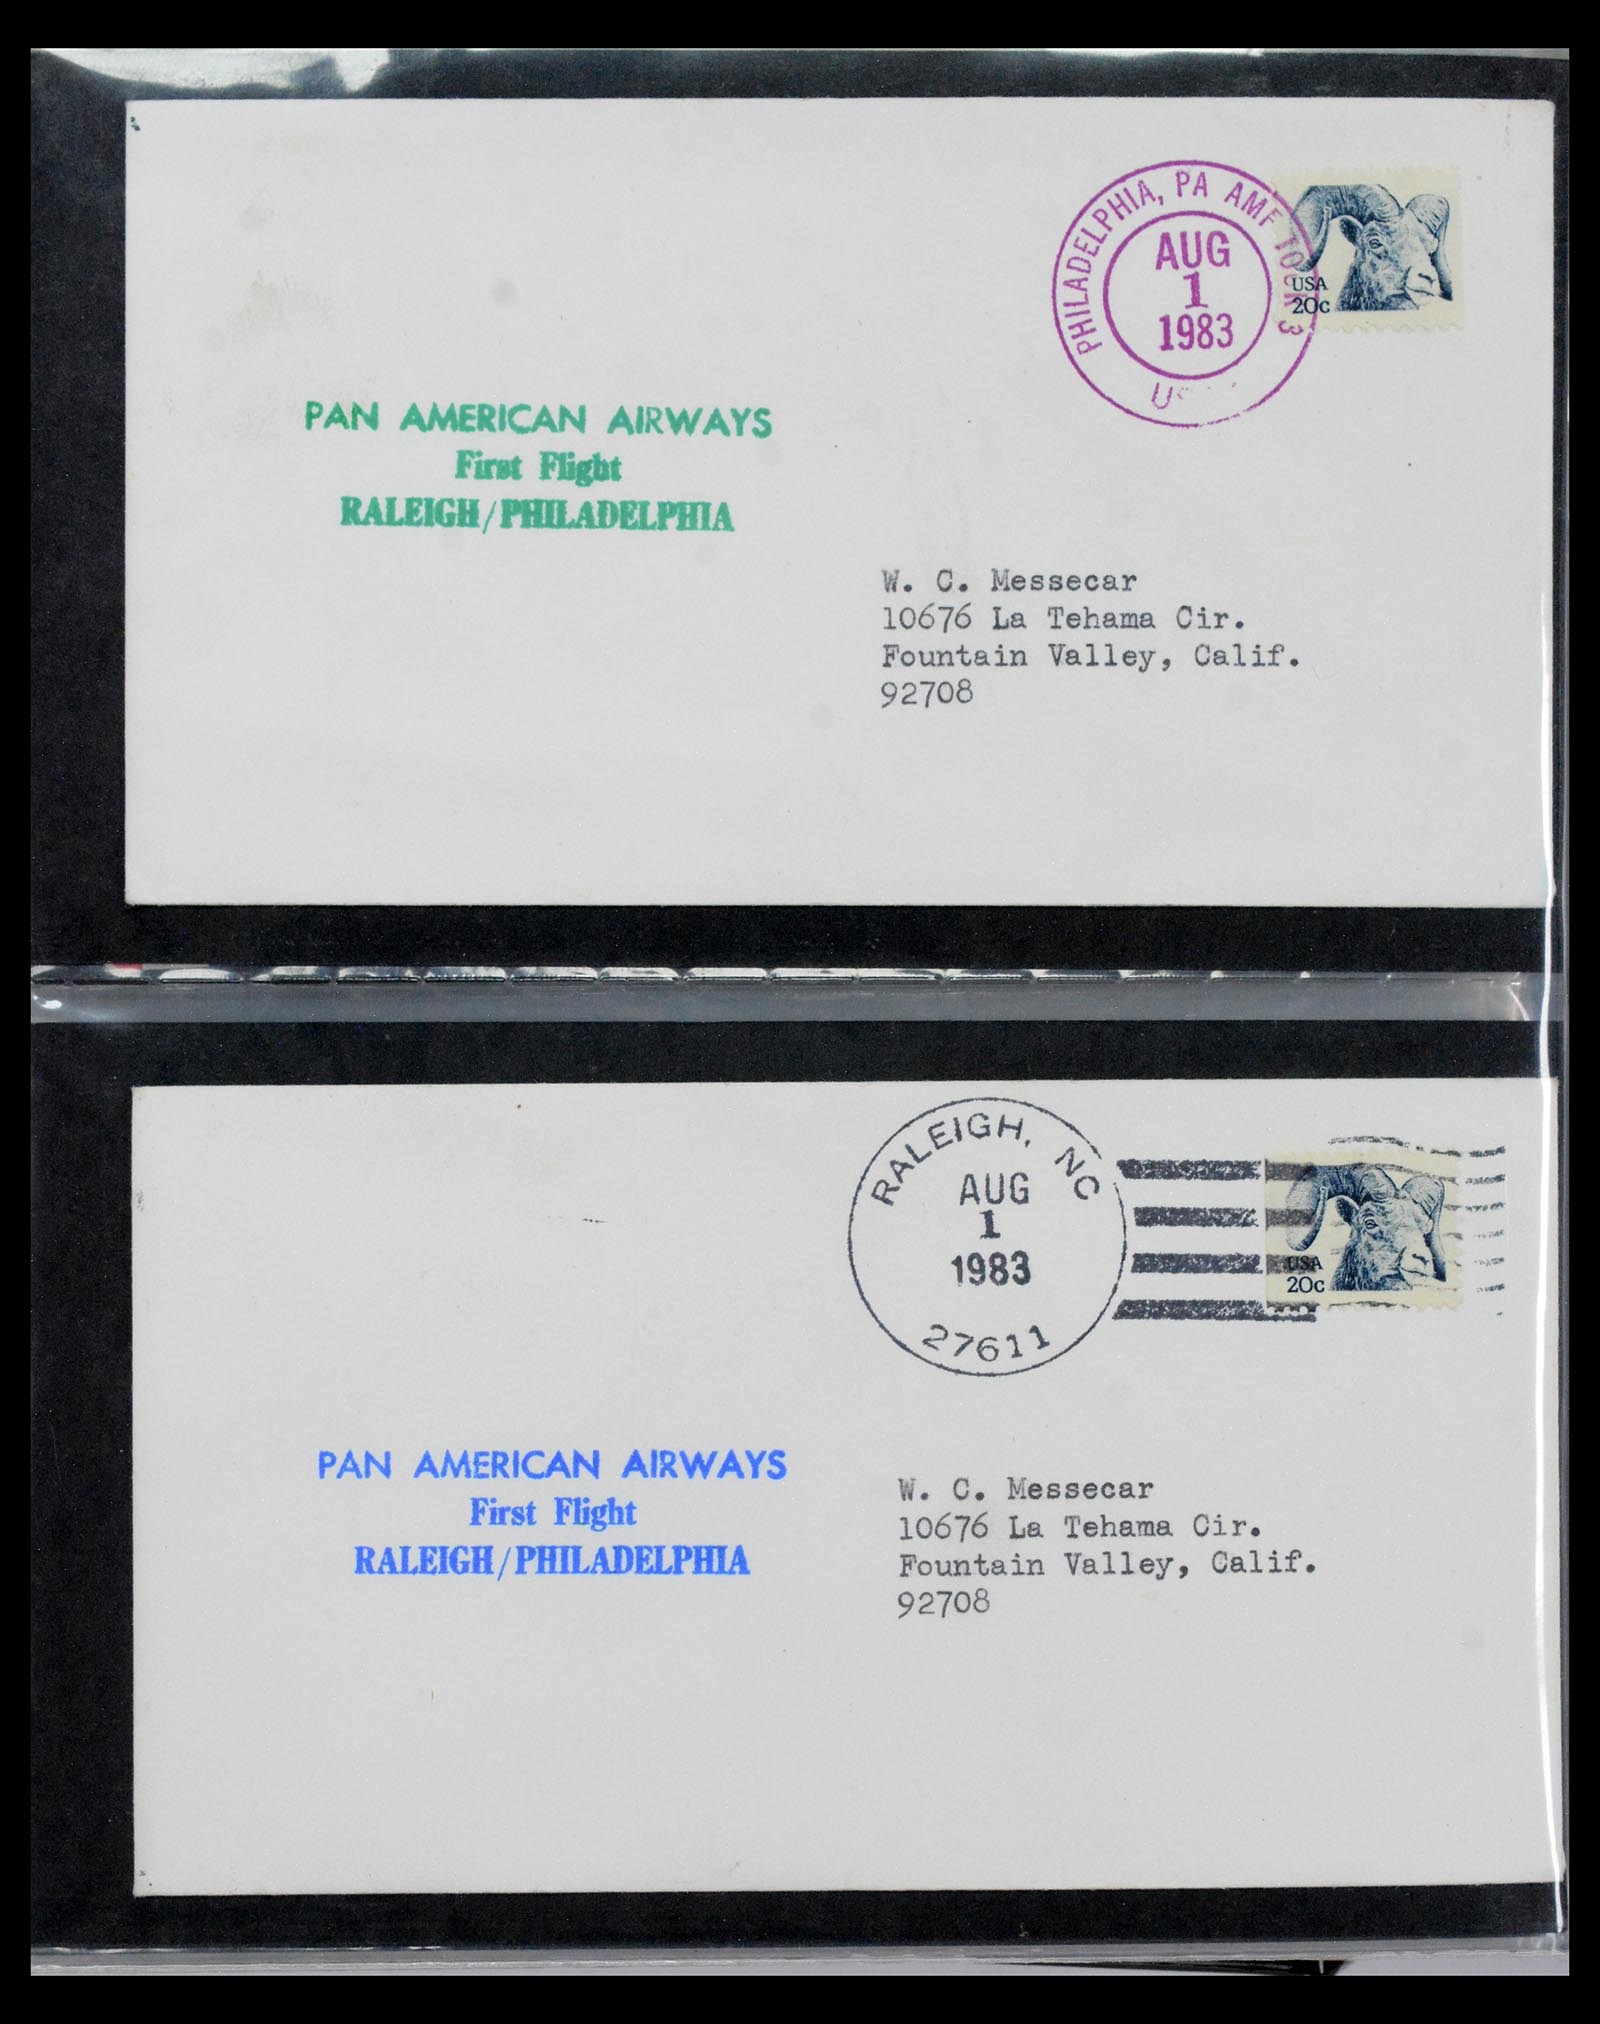 PHILADELPHIA, PA AMF TOUR 3
AUG
1
1983
USA
20c
PAN AMERICAN AIRWAYS
First Flight
RALEIGH/PHILADELPHIA
W. C. Messecar
10676 La Tehama Cir.
Fountain Valley, Calif.
92708
RALEIGH, NC
AUG
1
1983
27611
USA
20c
PAN AMERICAN AIRWAYS
First Flight
RALEIGH/PHILADELPHIA
W. C. Messecar
10676 La Tehama Cir.
Fountain Valley, Calif.
92708